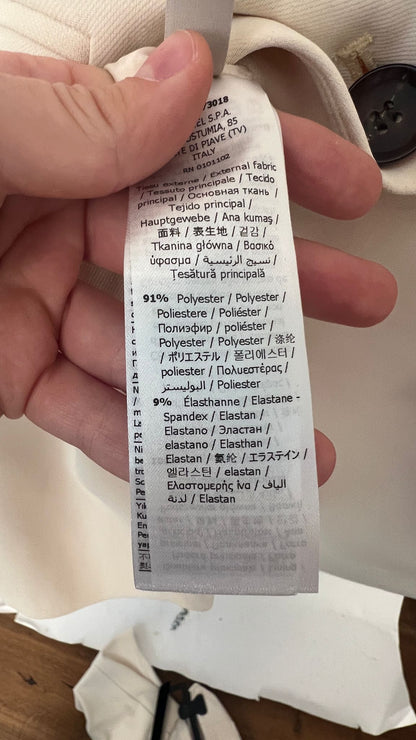 /3018
EL S.P.A.
OSTUMIA, 85
VE DI PIAVE (TV)
ITALY
RN 0101102
Tissu externe / External fabric
/ Tessuto principale / Tecido
principal / Основная ткань /
Tejido principal /
Hauptgewebe / Ana kumaş /
面料 / 表生地 / 겉감 /
Tkanina główna / Βασικό
ύφασμα / نسيج الرئيسية /
Țesătură principală
91% Polyester / Polyester /
Poliestere / Poliéster /
Полиэфир / poliéster /
Polyester / Polyester / 涤纶
/ ポリエステル / 폴리에스터 /
poliester / Πολυεστέρας /
البوليستر / Poliester
9% Élasthanne / Elastane -
Spandex / Elastan /
Elastano / Эластан /
elastano / Elasthan /
Elastan / 氨纶 / エラステイン /
엘라스틴 / elastan /
Ελαστομερής ίνα / الياف
لدنة / Elastan